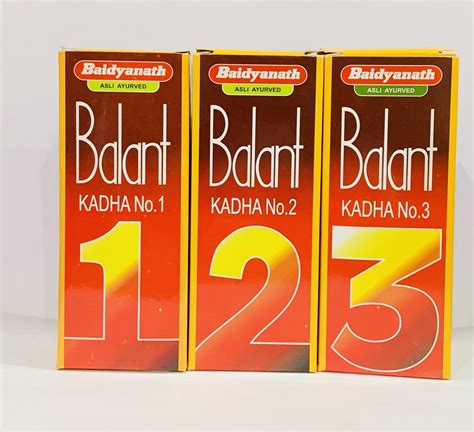 Baidyanath
ASLI AYURVED
Balant
KADHA No.1
1
Baidyanath
ASLI AYURVED
Balant
KADHA No.2
2
Baidyanath
ASLI AYURVED
Balant
KADHA No.3
3